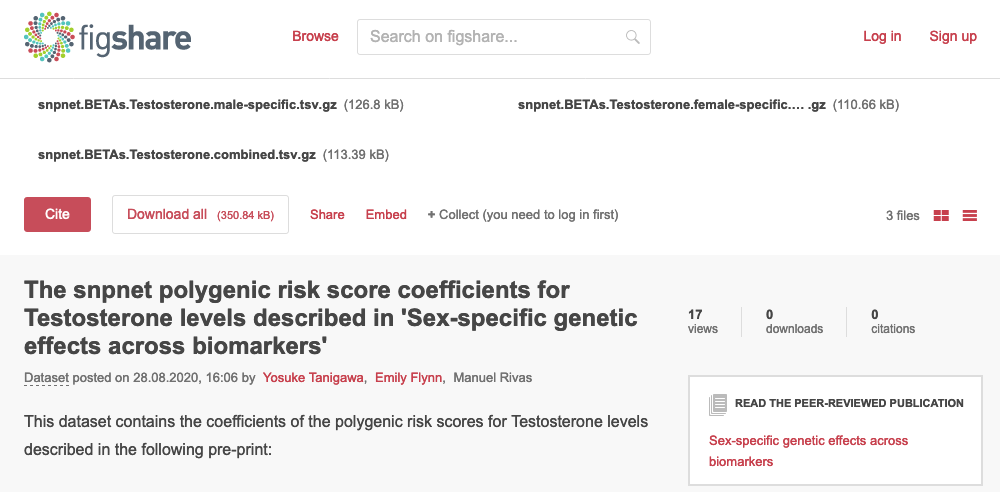 figshare
Browse
Search on figshare...
Log in
Sign up
snpnet.BETAs.Testosterone.male-specific.tsv.gz (126.8 kB)
snpnet.BETAs.Testosterone.female-specific.... .gz (110.66 kB)
snpnet.BETAs.Testosterone.combined.tsv.gz (113.39 kB)
Cite
Download all (350.84 kB)
Share
Embed
+ Collect (you need to log in first)
3 files
The snpnet polygenic risk score coefficients for
Testosterone levels described in 'Sex-specific genetic
effects across biomarkers'
17
views
0
downloads
0
citations
Dataset posted on 28.08.2020, 16:06 by Yosuke Tanigawa, Emily Flynn, Manuel Rivas
This dataset contains the coefficients of the polygenic risk scores for Testosterone levels
described in the following pre-print:
READ THE PEER-REVIEWED PUBLICATION
Sex-specific genetic effects across
biomarkers